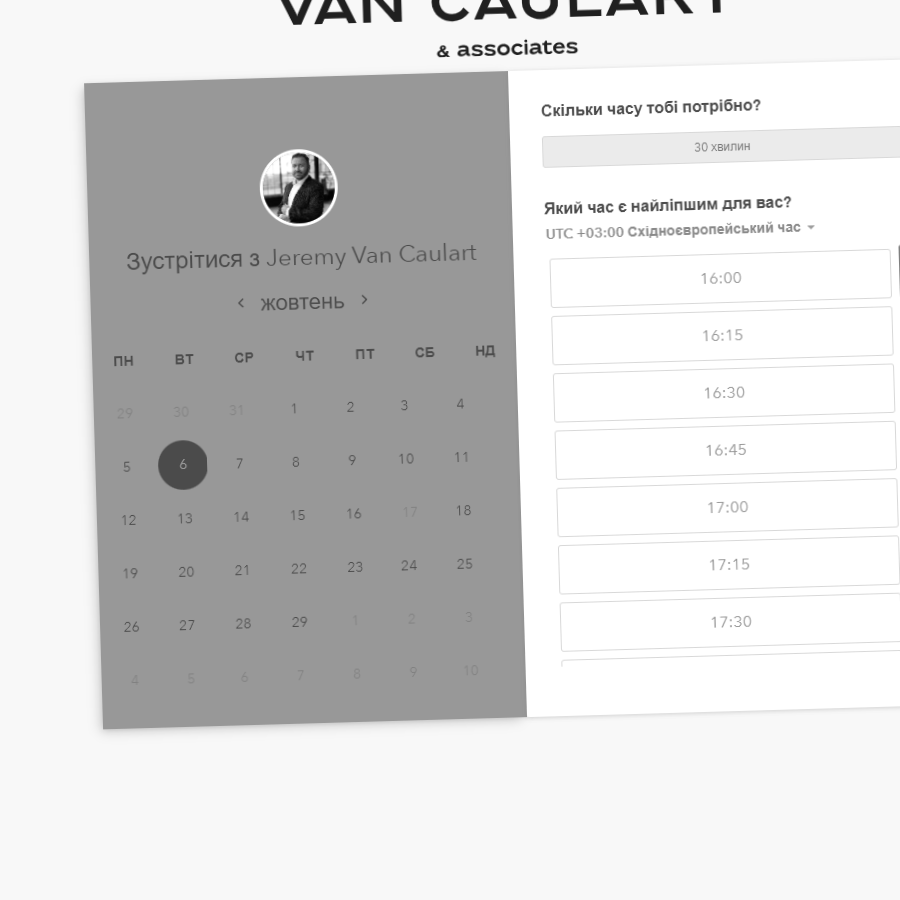 VAN CAULART
& associates
Зустрітися з Jeremy Van Caulart
жовтень
ПН ВТ СР ЧТ ПТ СБ НД
29 30 31 1 2 3 4
5 6 7 8 9 10 11
12 13 14 15 16 17 18
19 20 21 22 23 24 25
26 27 28 29 1 2 3
4 5 6 7 8 9 10
Скільки часу тобі потрібно?
30 хвилин
Який час є найліпшим для вас?
UTC +03:00 Східноєвропейський час
16:00
16:15
16:30
16:45
17:00
17:15
17:30